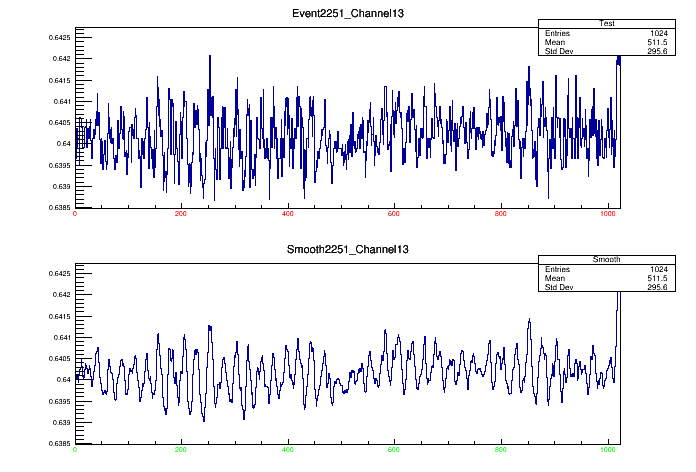 Event2251_Channel13
Test
Entries 1024
Mean 511.5
Std Dev 295.6
0.6425
0.642
0.6415
0.641
0.6405
0.64
0.6395
0.639
0.6385
0 200 400 600 800 1000
Smooth2251_Channel13
Smooth
Entries 1024
Mean 511.5
Std Dev 295.6
0.6425
0.642
0.6415
0.641
0.6405
0.64
0.6395
0.639
0.6385
0 200 400 600 800 1000